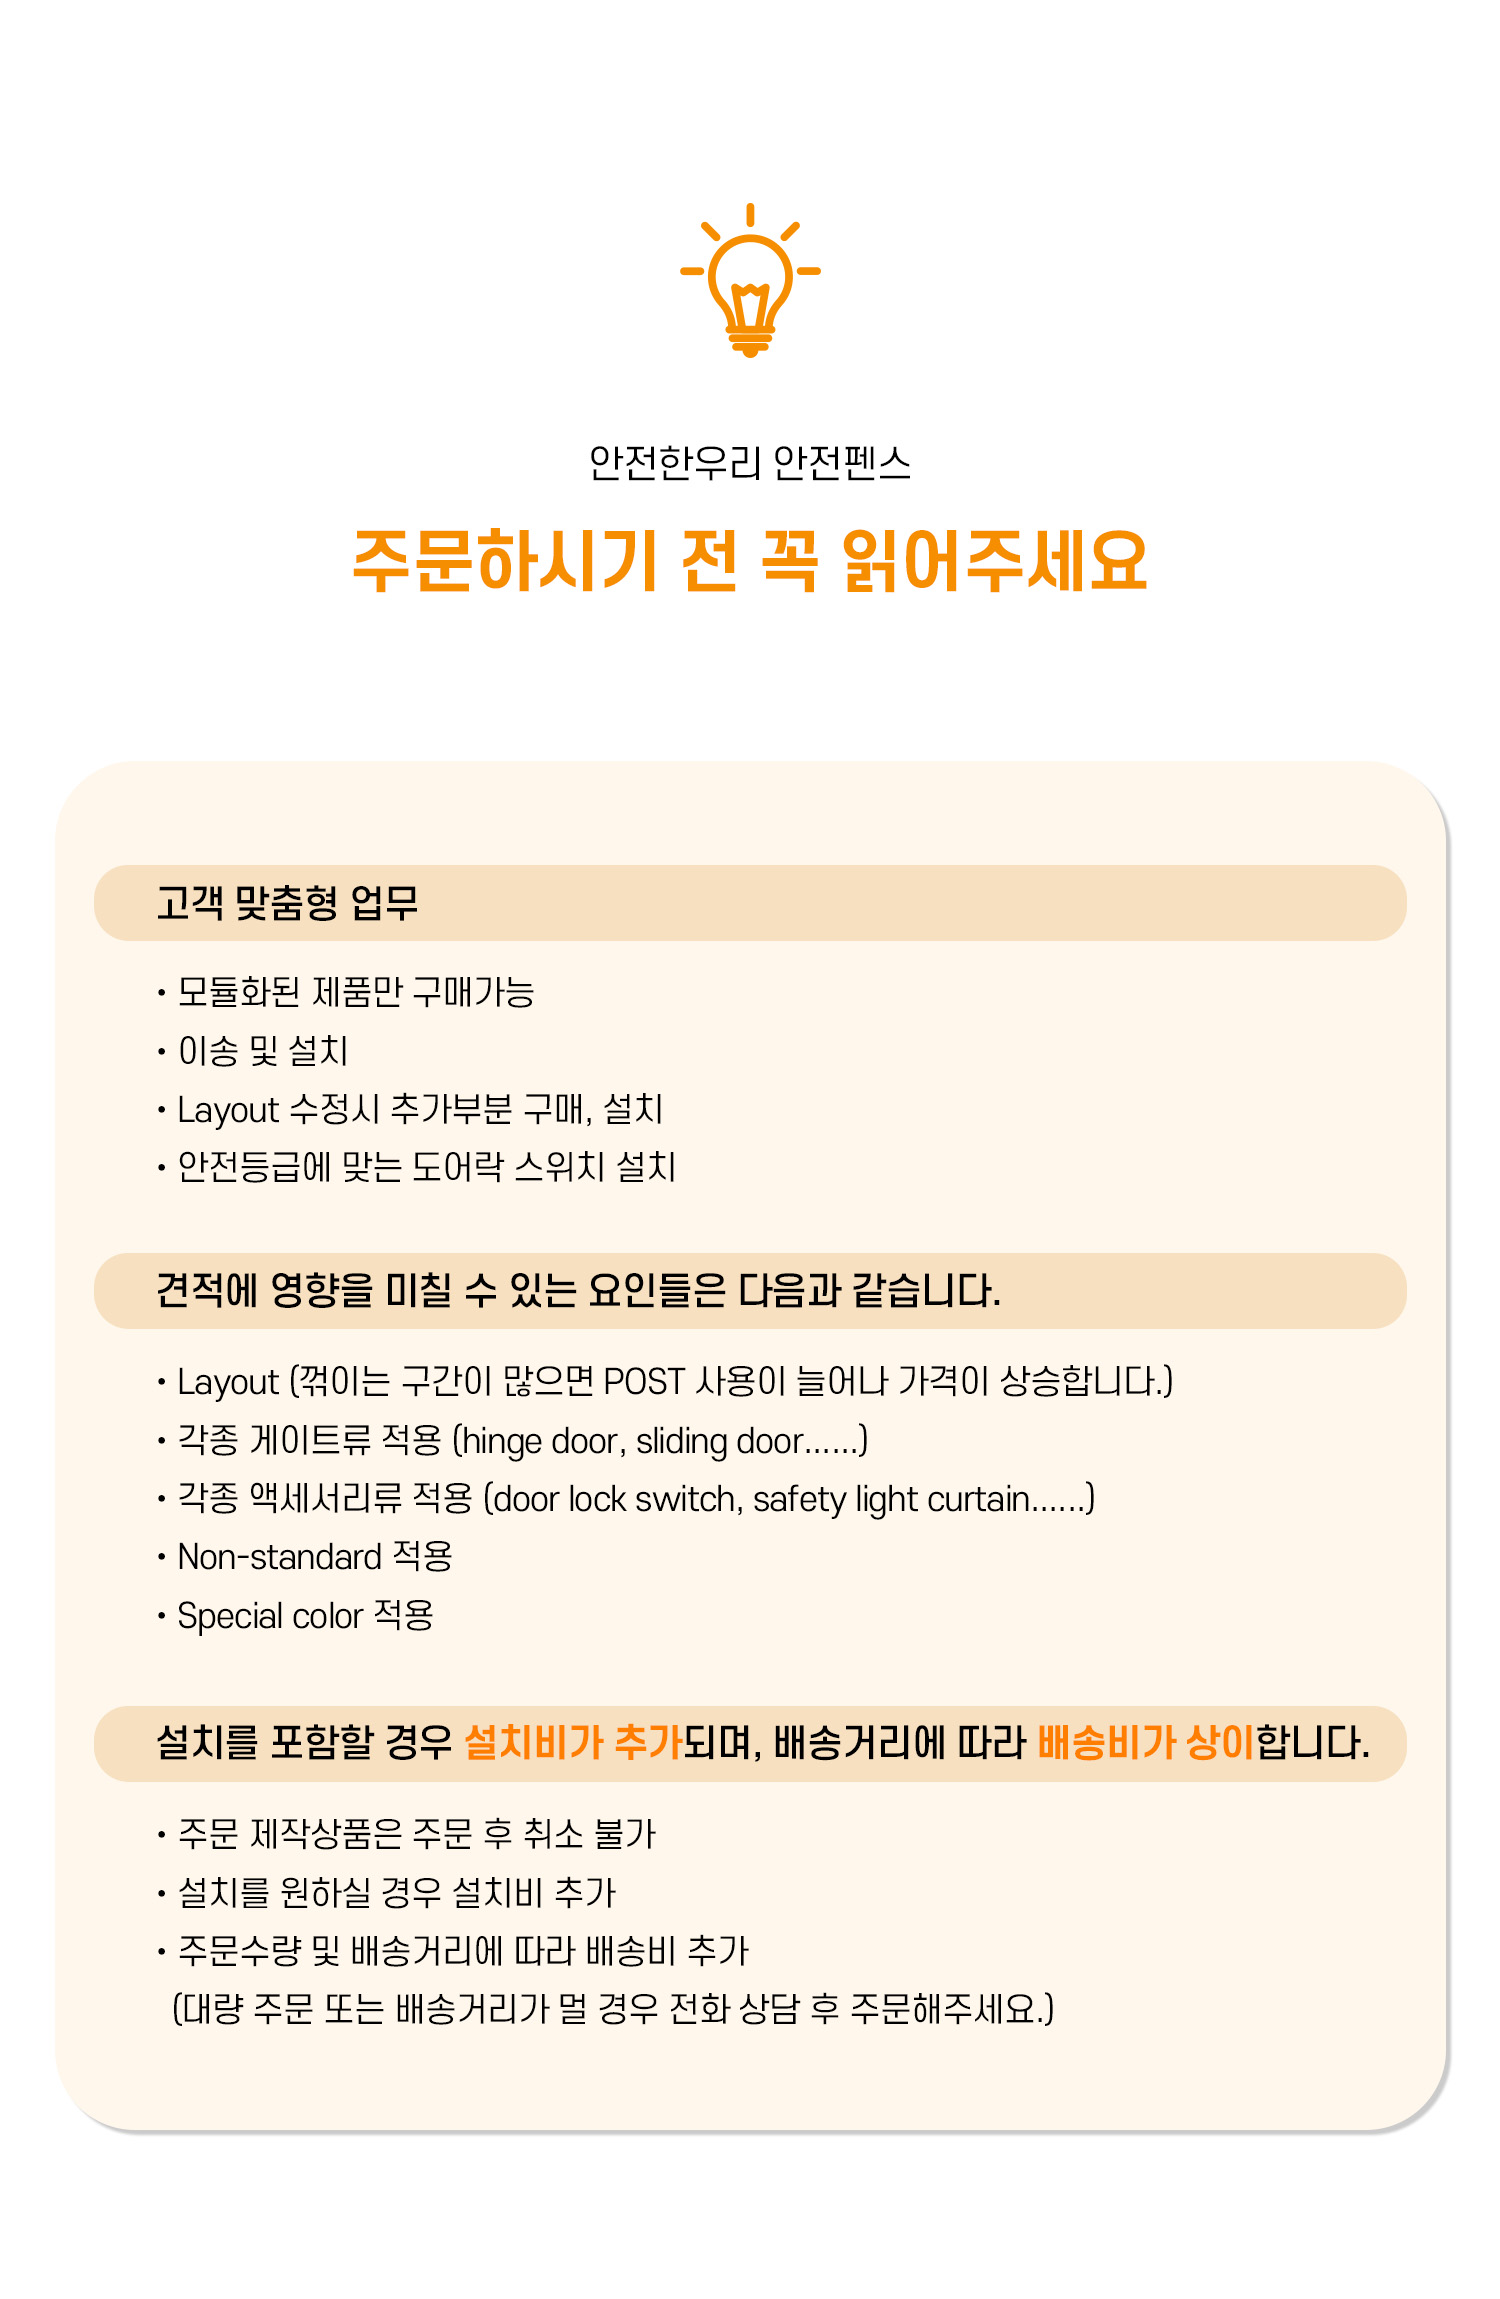 안전한우리 안전펜스
주문하시기 전 꼭 읽어주세요
고객 맞춤형 업무
• 모듈화된 제품만 구매가능
• 이송 및 설치
• Layout 수정시 추가부분 구매, 설치
• 안전등급에 맞는 도어락 스위치 설치
견적에 영향을 미칠 수 있는 요인들은 다음과 같습니다.
• Layout (꺾이는 구간이 많으면 POST 사용이 늘어나 가격이 상승합니다.)
• 각종 게이트류 적용 (hinge door, sliding door......)
• 각종 액세서리류 적용 (door lock switch, safety light curtain......)
• Non-standard 적용
• Special color 적용
설치를 포함할 경우 설치비가 추가되며, 배송거리에 따라 배송비가 상이합니다.
• 주문 제작상품은 주문 후 취소 불가
• 설치를 원하실 경우 설치비 추가
• 주문수량 및 배송거리에 따라 배송비 추가
(대량 주문 또는 배송거리가 멀 경우 전화 상담 후 주문해주세요.)